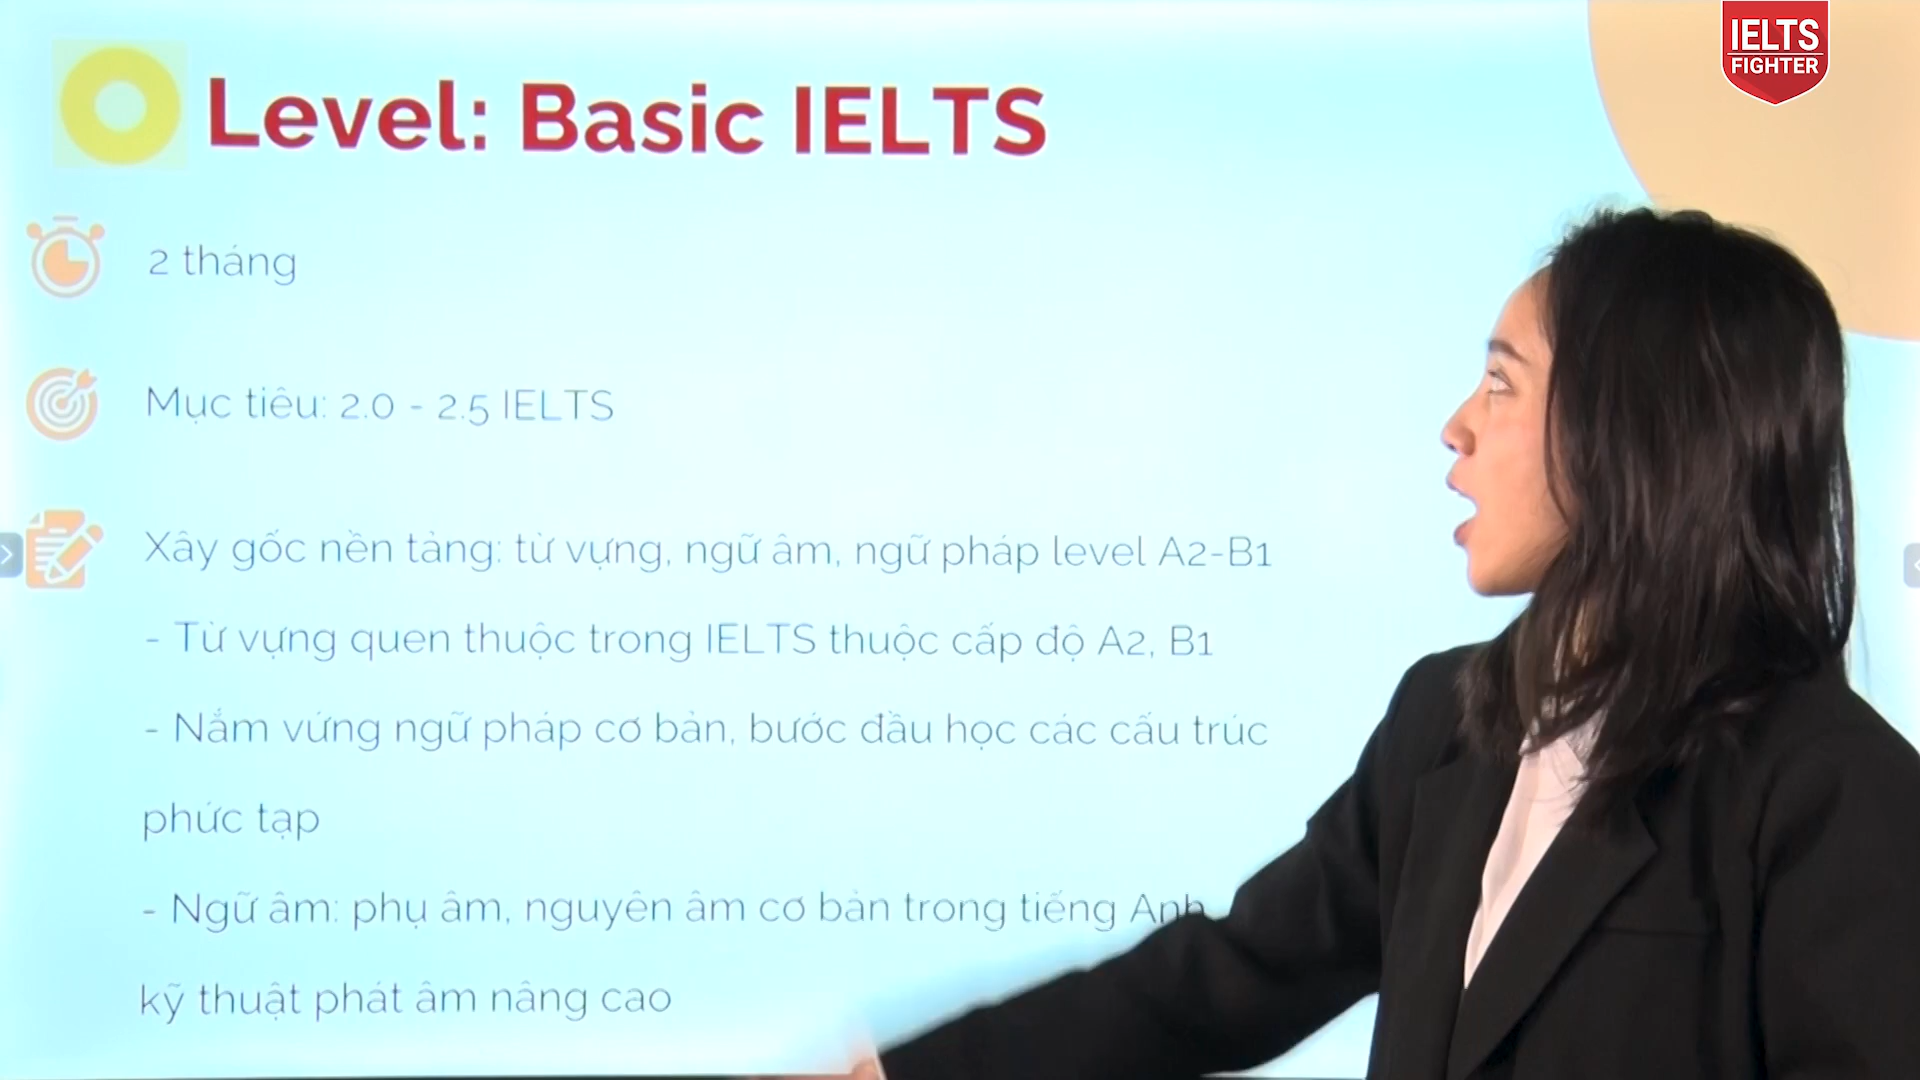 IELTS
FIGHTER
Level: Basic IELTS
2 tháng
Mục tiêu: 2.0 - 2.5 IELTS
Xây gốc nền tảng: từ vựng, ngữ âm, ngữ pháp level A2-B1
- Từ vựng quen thuộc trong IELTS thuộc cấp độ A2, B1
- Nắm vững ngữ pháp cơ bản, bước đầu học các cấu trúc
phức tạp
- Ngữ âm: phụ âm, nguyên âm cơ bản trong tiếng Anh
kỹ thuật phát âm nâng cao